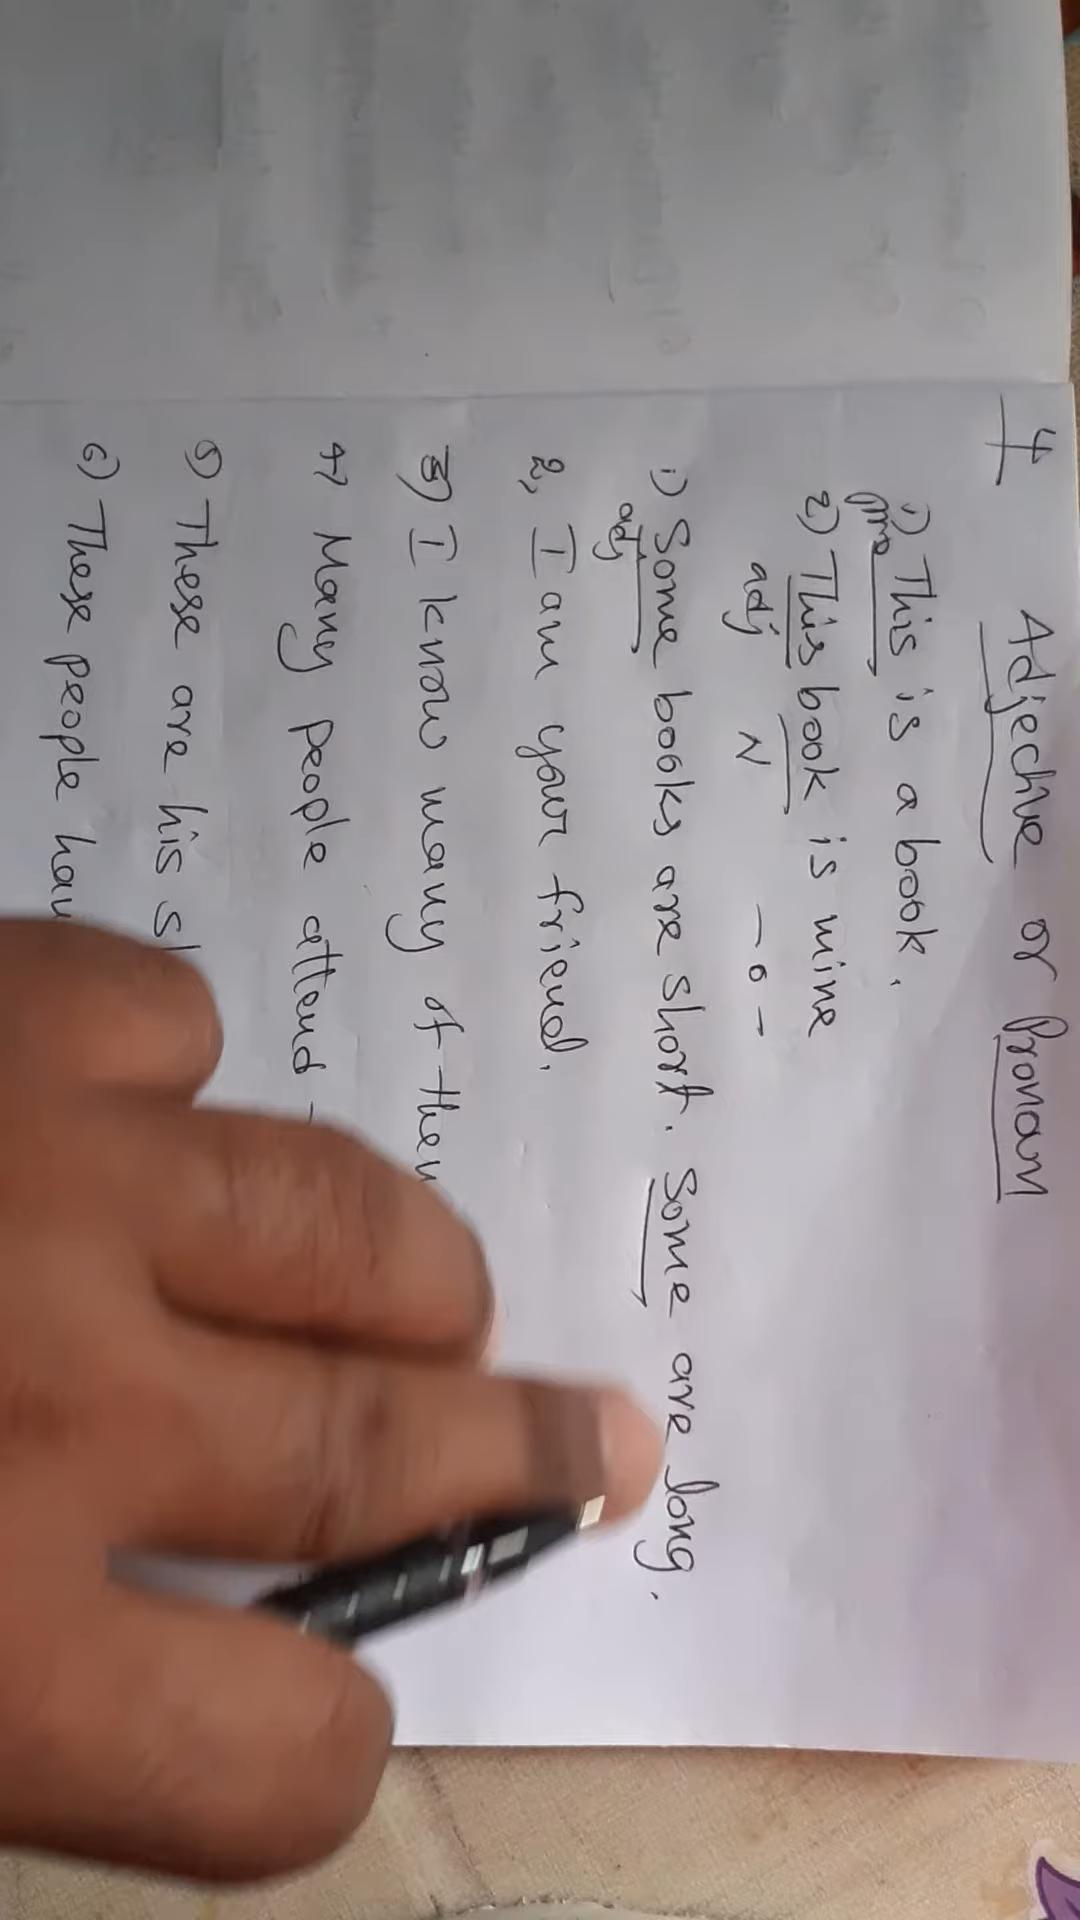 4
Adjective or Pronoun
1) This is a book.
pro
2) This book is mine
adj N
-o-
1) Some books are short. Some are long.
adj
2, I am your friend.
3) I know many of them
4) Many people attend
5) These are his
6) These people